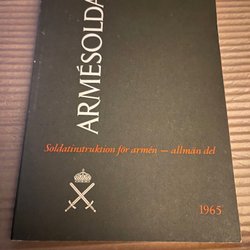 ARMÉSOLDA
Soldatinstruktion för armén — allmän del
1965